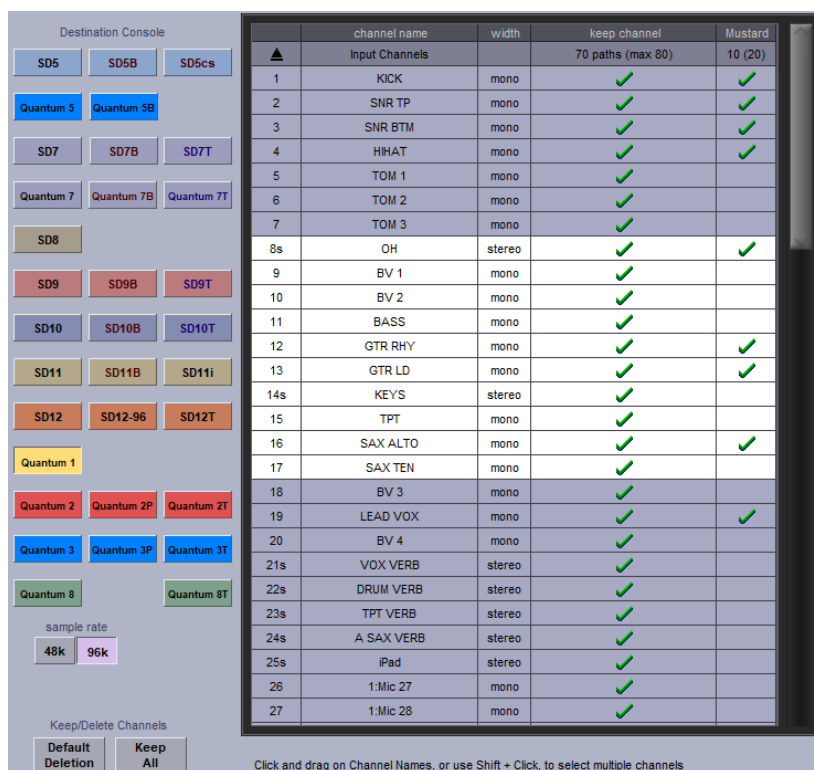 Destination Console
SD5 SD5B SD5cs
Quantum 5 Quantum 5B
SD7 SD7B SD7T
Quantum 7 Quantum 7B Quantum 7T
SD8
SD9 SD9B SD9T
SD10 SD10B SD10T
SD11 SD11B SD11i
SD12 SD12-96 SD12T
Quantum 1
Quantum 2 Quantum 2P Quantum 2T
Quantum 3 Quantum 3P Quantum 3T
Quantum 8 Quantum 8T
sample rate
48k 96k
Keep/Delete Channels
Default Deletion Keep All
channel name width keep channel Mustard
Input Channels 70 paths (max 80) 10 (20)
1 KICK mono
2 SNR TP mono
3 SNR BTM mono
4 HIHAT mono
5 TOM 1 mono
6 TOM 2 mono
7 TOM 3 mono
8s OH stereo
9 BV 1 mono
10 BV 2 mono
11 BASS mono
12 GTR RHY mono
13 GTR LD mono
14s KEYS stereo
15 TPT mono
16 SAX ALTO mono
17 SAX TEN mono
18 BV 3 mono
19 LEAD VOX mono
20 BV 4 mono
21s VOX VERB stereo
22s DRUM VERB stereo
23s TPT VERB stereo
24s A SAX VERB stereo
25s iPad stereo
26 1:Mic 27 mono
27 1:Mic 28 mono
Click and drag on Channel Names, or use Shift + Click, to select multiple channels